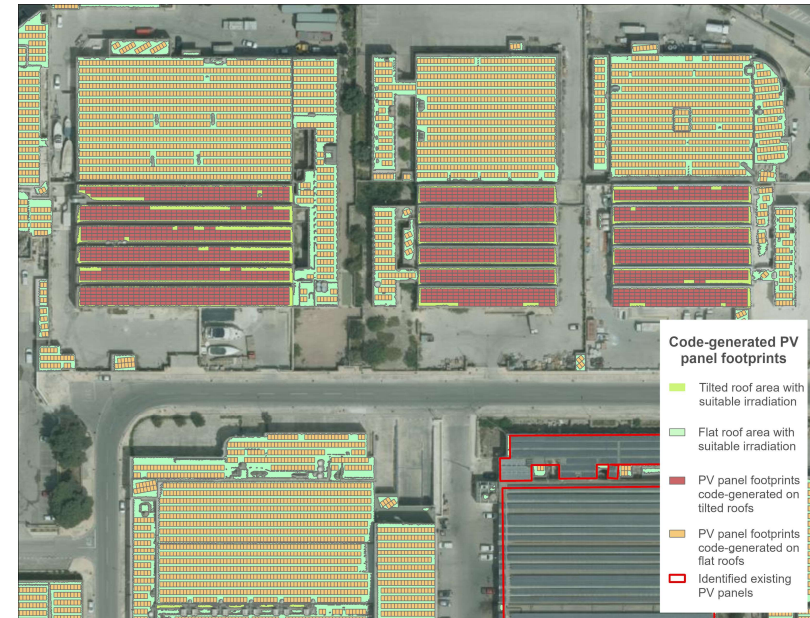 Code-generated PV
panel footprints
Tilted roof area with
suitable irradiation
Flat roof area with
suitable irradiation
PV panel footprints
code-generated on
tilted roofs
PV panel footprints
code-generated on
flat roofs
Identified existing
PV panels